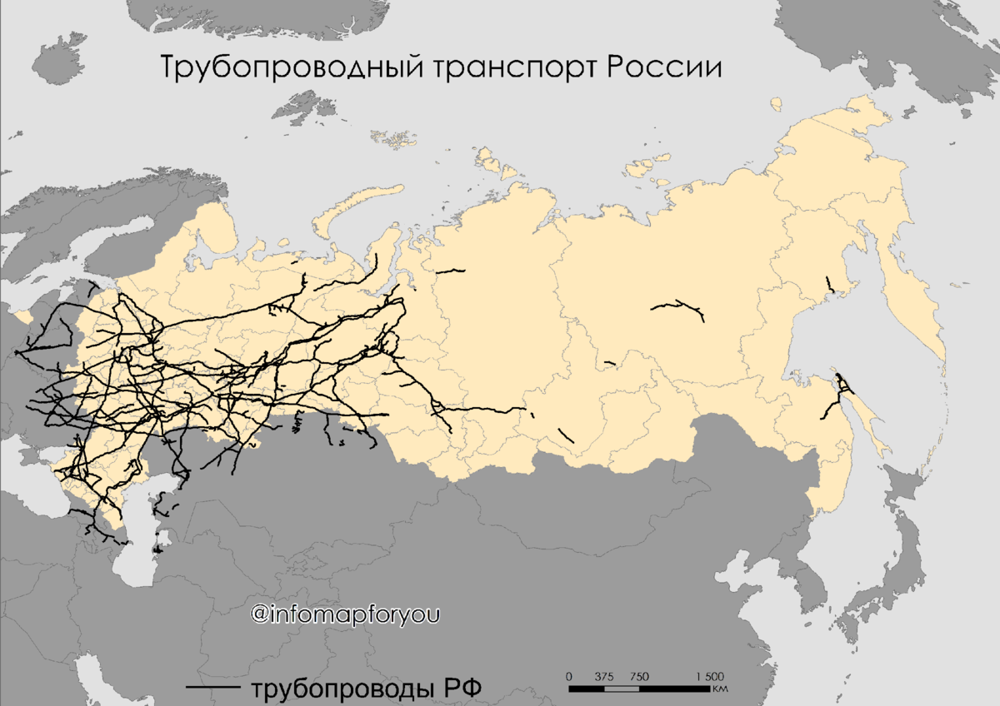 Трубопроводный транспорт России
@infomapforyou
трубопроводы РФ
0 375 750 1 500
КМ